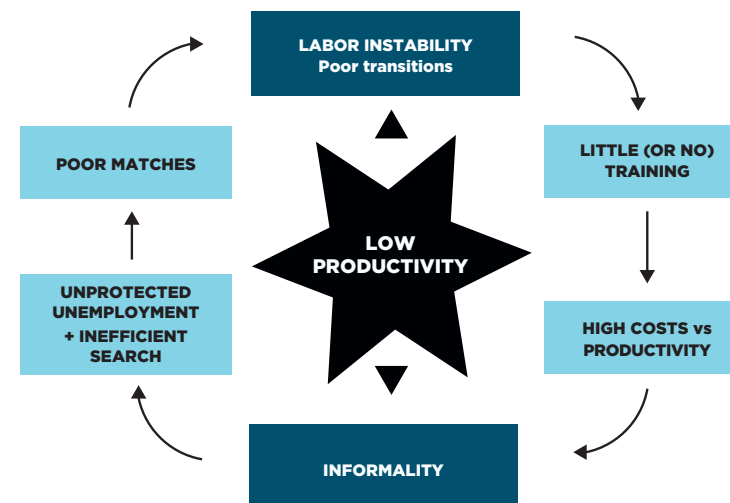 LABOR INSTABILITY
Poor transitions
LITTLE (OR NO)
TRAINING
HIGH COSTS vs
PRODUCTIVITY
INFORMALITY
UNPROTECTED
UNEMPLOYMENT
+ INEFFICIENT
SEARCH
POOR MATCHES
LOW
PRODUCTIVITY